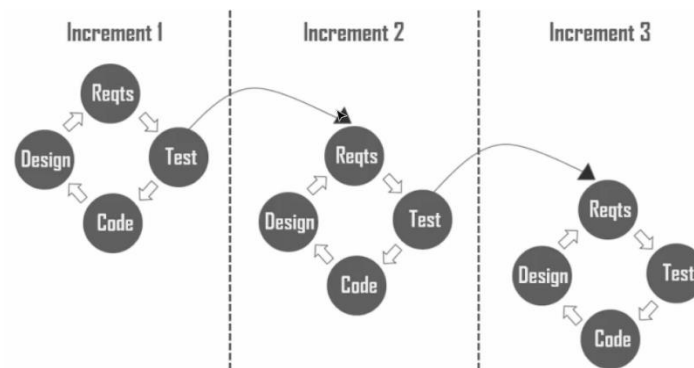 Increment 1
Increment 2
Increment 3
Reqts
Design
Test
Code
Reqts
Design
Test
Code
Reqts
Design
Test
Code